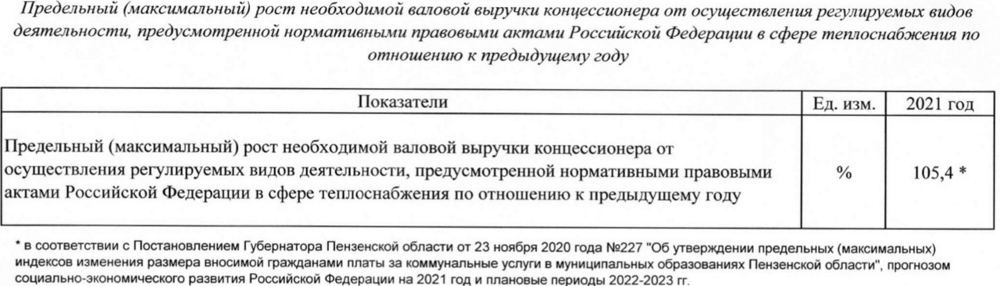 Предельный (максимальный) рост необходимой валовой выручки концессионера от осуществления регулируемых видов
деятельности, предусмотренной нормативными правовыми актами Российской Федерации в сфере теплоснабжения по
отношению к предыдущему году
Показатели Ед. изм. 2021 год
Предельный (максимальный) рост необходимой валовой выручки концессионера от
осуществления регулируемых видов деятельности, предусмотренной нормативными правовыми
актами Российской Федерации в сфере теплоснабжения по отношению к предыдущему году
% 105,4 *
* в соответствии с Постановлением Губернатора Пензенской области от 23 ноября 2020 года №227 "Об утверждении предельных (максимальных)
индексов изменения размера вносимой гражданами платы за коммунальные услуги в муниципальных образованиях Пензенской области", прогнозом
социально-экономического развития Российской Федерации на 2021 год и плановые периоды 2022-2023 гг.